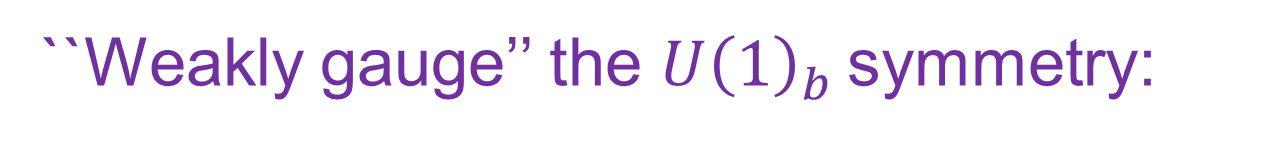 ``Weakly gauge’’ the $U(1)_b$ symmetry: